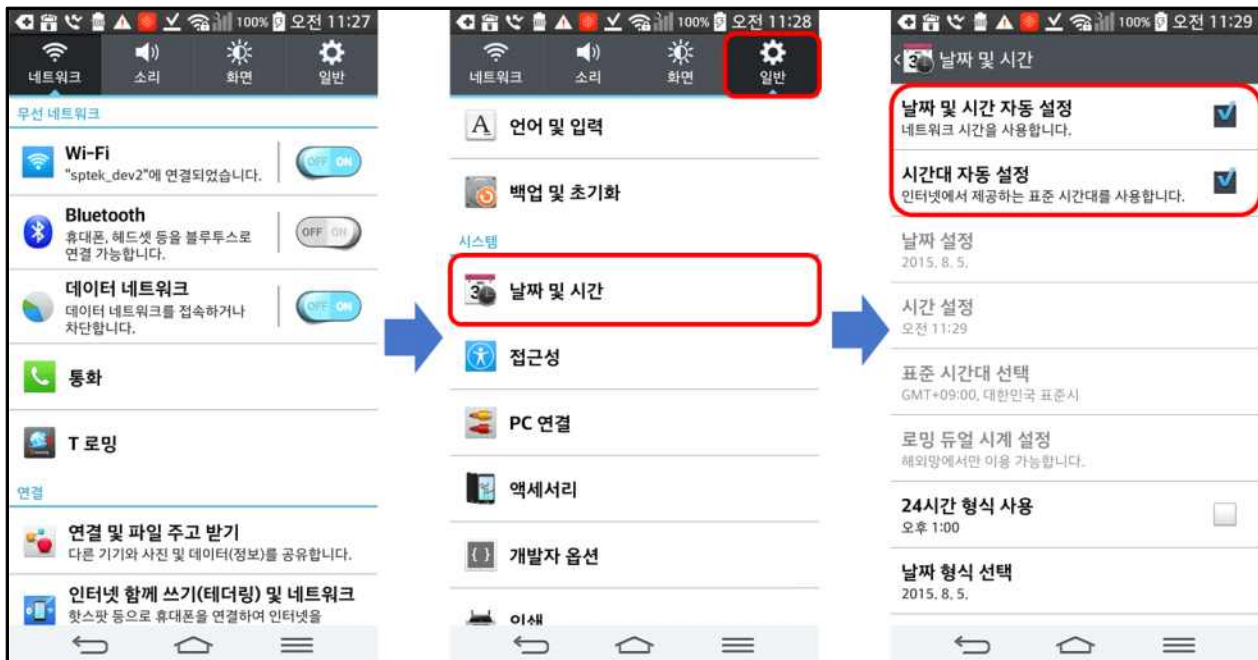 100% 오전 11:27
네트워크 소리 화면 일반
무선 네트워크
Wi-Fi
"sptek_dev2"에 연결되었습니다.
OFF ON
Bluetooth
휴대폰, 헤드셋 등을 블루투스로
연결 가능합니다.
OFF ON
데이터 네트워크
데이터 네트워크를 접속하거나
차단합니다.
OFF ON
통화
T 로밍
연결
연결 및 파일 주고 받기
다른 기기와 사진 및 데이터(정보)를 공유합니다.
인터넷 함께 쓰기(테더링) 및 네트워크
핫스팟 등으로 휴대폰을 연결하여 인터넷을
100% 오전 11:28
네트워크 소리 화면 일반
A 언어 및 입력
백업 및 초기화
시스템
3 날짜 및 시간
접근성
PC 연결
액세서리
{ } 개발자 옵션
인쇄
100% 오전 11:29
3 날짜 및 시간
날짜 및 시간 자동 설정
네트워크 시간을 사용합니다.
시간대 자동 설정
인터넷에서 제공하는 표준 시간대를 사용합니다.
날짜 설정
2015. 8. 5.
시간 설정
오전 11:29
표준 시간대 선택
GMT+09:00, 대한민국 표준시
로밍 듀얼 시계 설정
해외망에서만 이용 가능합니다.
24시간 형식 사용
오후 1:00
날짜 형식 선택
2015. 8. 5.